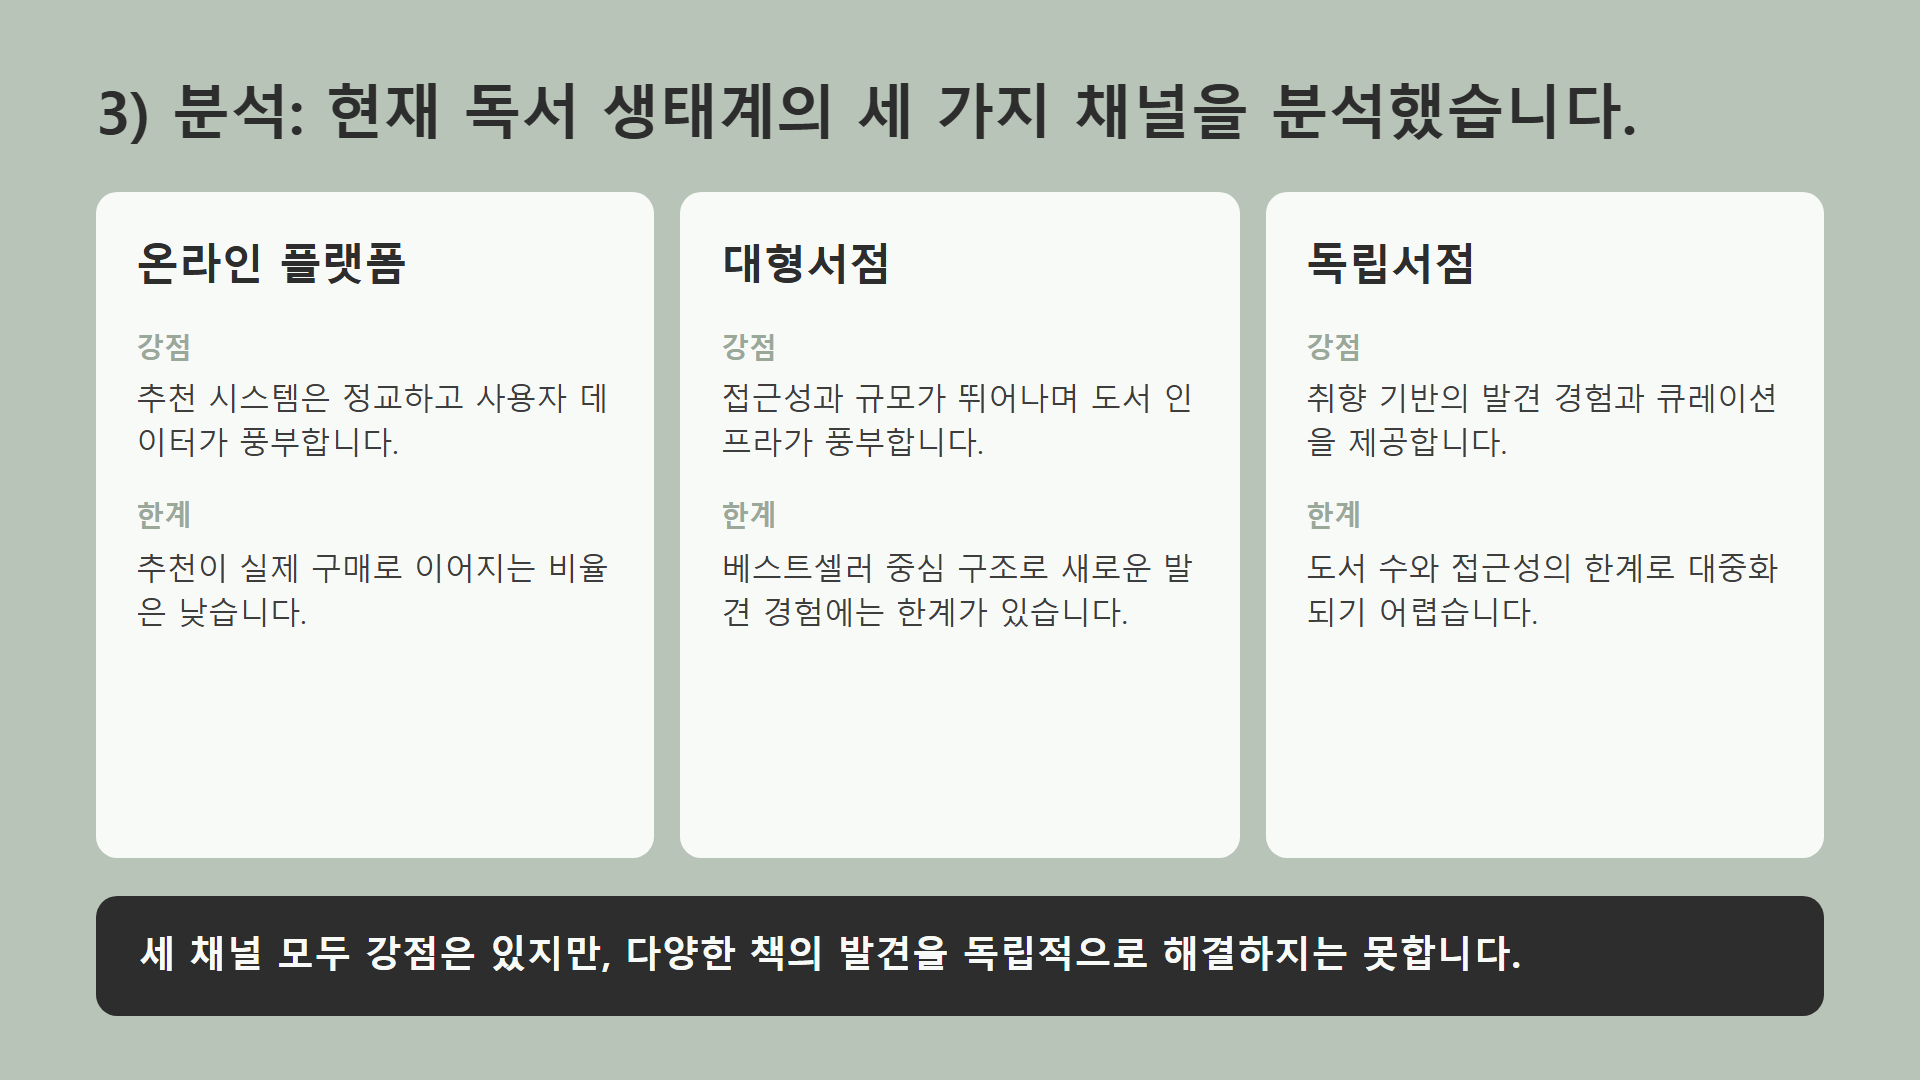 3) 분석: 현재 독서 생태계의 세 가지 채널을 분석했습니다.
온라인 플랫폼
강점
추천 시스템은 정교하고 사용자 데
이터가 풍부합니다.
한계
추천이 실제 구매로 이어지는 비율
은 낮습니다.
대형서점
강점
접근성과 규모가 뛰어나며 도서 인
프라가 풍부합니다.
한계
베스트셀러 중심 구조로 새로운 발
견 경험에는 한계가 있습니다.
독립서점
강점
취향 기반의 발견 경험과 큐레이션
을 제공합니다.
한계
도서 수와 접근성의 한계로 대중화
되기 어렵습니다.
세 채널 모두 강점은 있지만, 다양한 책의 발견을 독립적으로 해결하지는 못합니다.